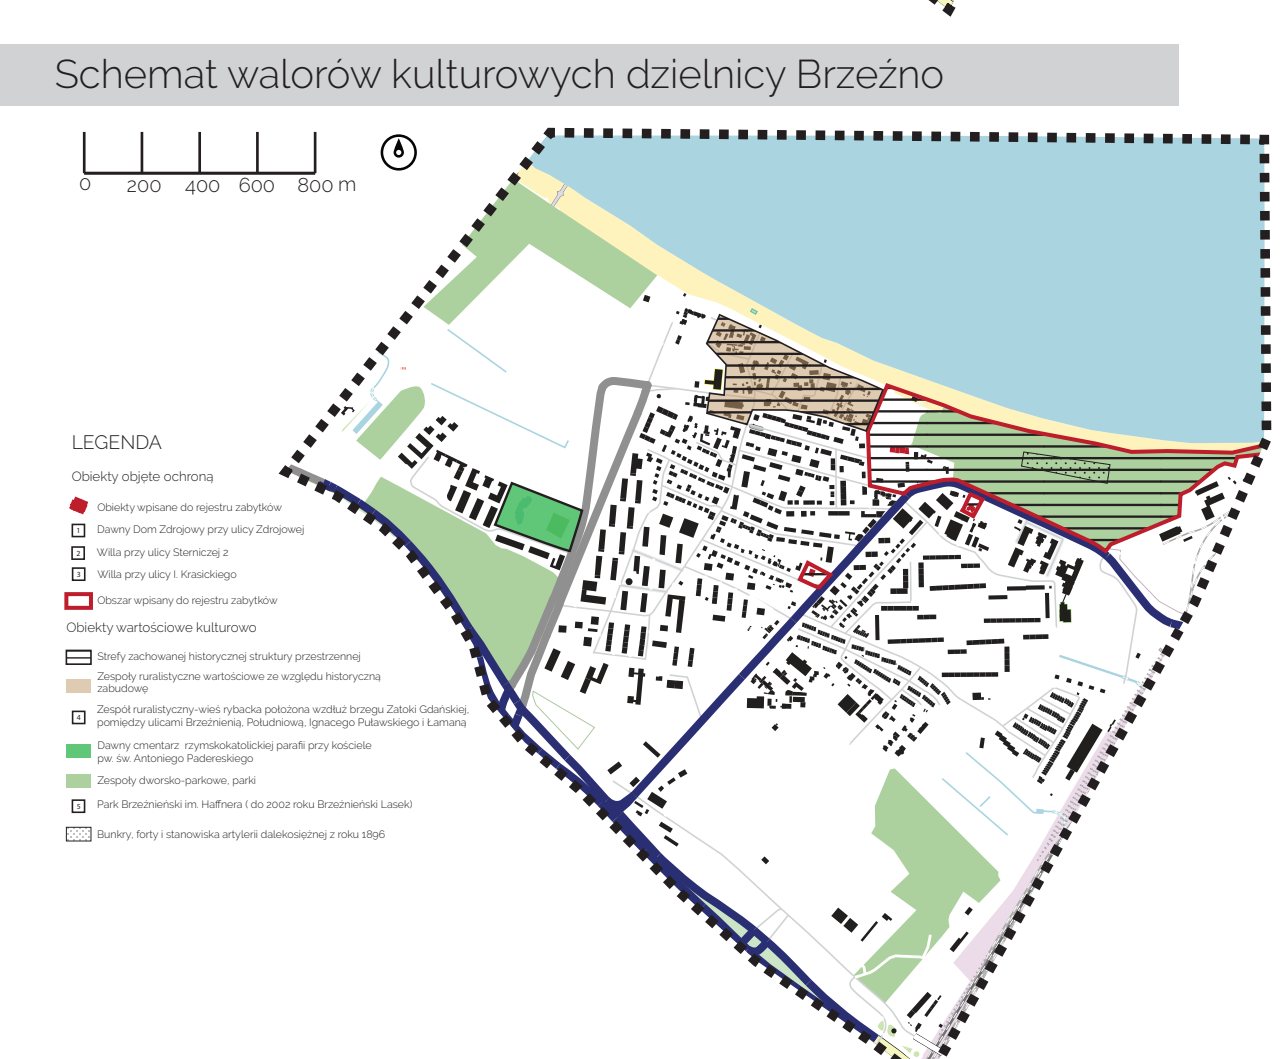 Schemat walorów kulturowych dzielnicy Brzeźno
0 200 400 600 800 m
LEGENDA
Obiekty objęte ochroną
Obiekty wpisane do rejestru zabytków
1 Dawny Dom Zdrojowy przy ulicy Zdrojowej
2 Willa przy ulicy Sterniczej 2
3 Willa przy ulicy I. Krasickiego
Obszar wpisany do rejestru zabytków
Obiekty wartościowe kulturowo
Strefy zachowanej historycznej struktury przestrzennej
Zespoły ruralistyczne wartościowe ze względu historyczną
zabudowę
4 Zespół ruralistyczny-wieś rybacka położona wzdłuż brzegu Zatoki Gdańskiej,
pomiędzy ulicami Brzeźnienią, Południową, Ignacego Puławskiego i Łamaną
Dawny cmentarz rzymskokatolickiej parafii przy kościele
pw. św. Antoniego Padereskiego
Zespoły dworsko-parkowe, parki
5 Park Brzeźnieński im. Haffnera ( do 2002 roku Brzeźnieński Lasek)
Bunkry, forty i stanowiska artylerii dalekosiężnej z roku 1896